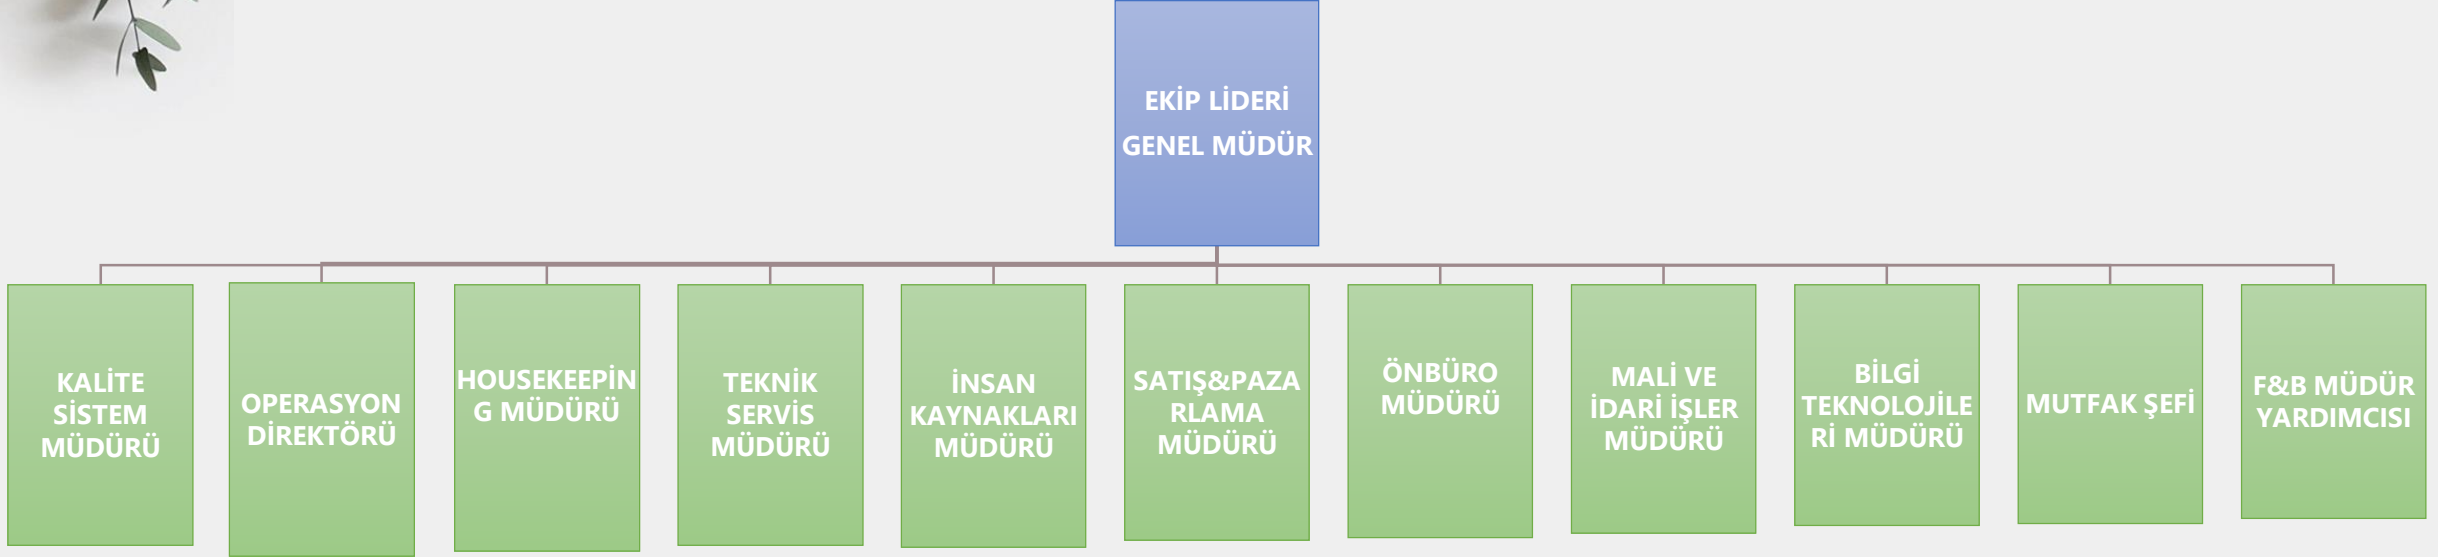 EKİP LİDERİ
GENEL MÜDÜR
KALİTE
SİSTEM
MÜDÜRÜ
OPERASYON
DİREKTÖRÜ
HOUSEKEEPİN
G MÜDÜRÜ
TEKNİK
SERVİS
MÜDÜRÜ
İNSAN
KAYNAKLARI
MÜDÜRÜ
SATIŞ&PAZA
RLAMA
MÜDÜRÜ
ÖNBÜRO
MÜDÜRÜ
MALİ VE
İDARİ İŞLER
MÜDÜRÜ
BİLGİ
TEKNOLOJİLE
Rİ MÜDÜRÜ
MUTFAK ŞEFİ
F&B MÜDÜR
YARDIMCISI